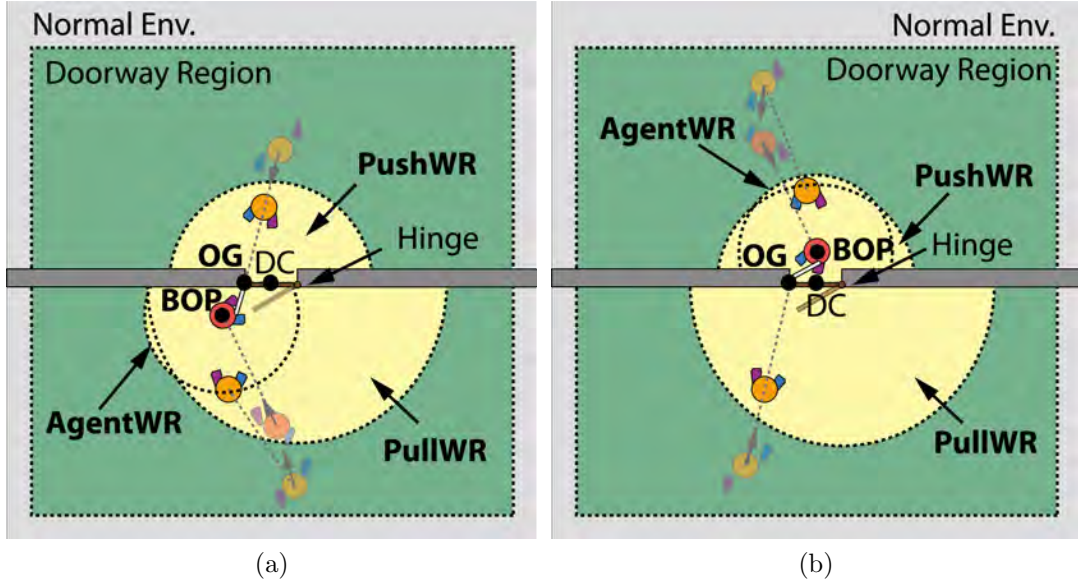 Normal Env.
Doorway Region
PushWR
Hinge
OG
DC
BOP
AgentWR
PullWR
(a)
Normal Env.
Doorway Region
AgentWR
PushWR
OG
BOP
Hinge
DC
PullWR
(b)